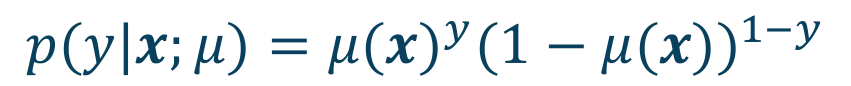 p(y|x; μ) = μ(x)^y(1 − μ(x))^{1−y}